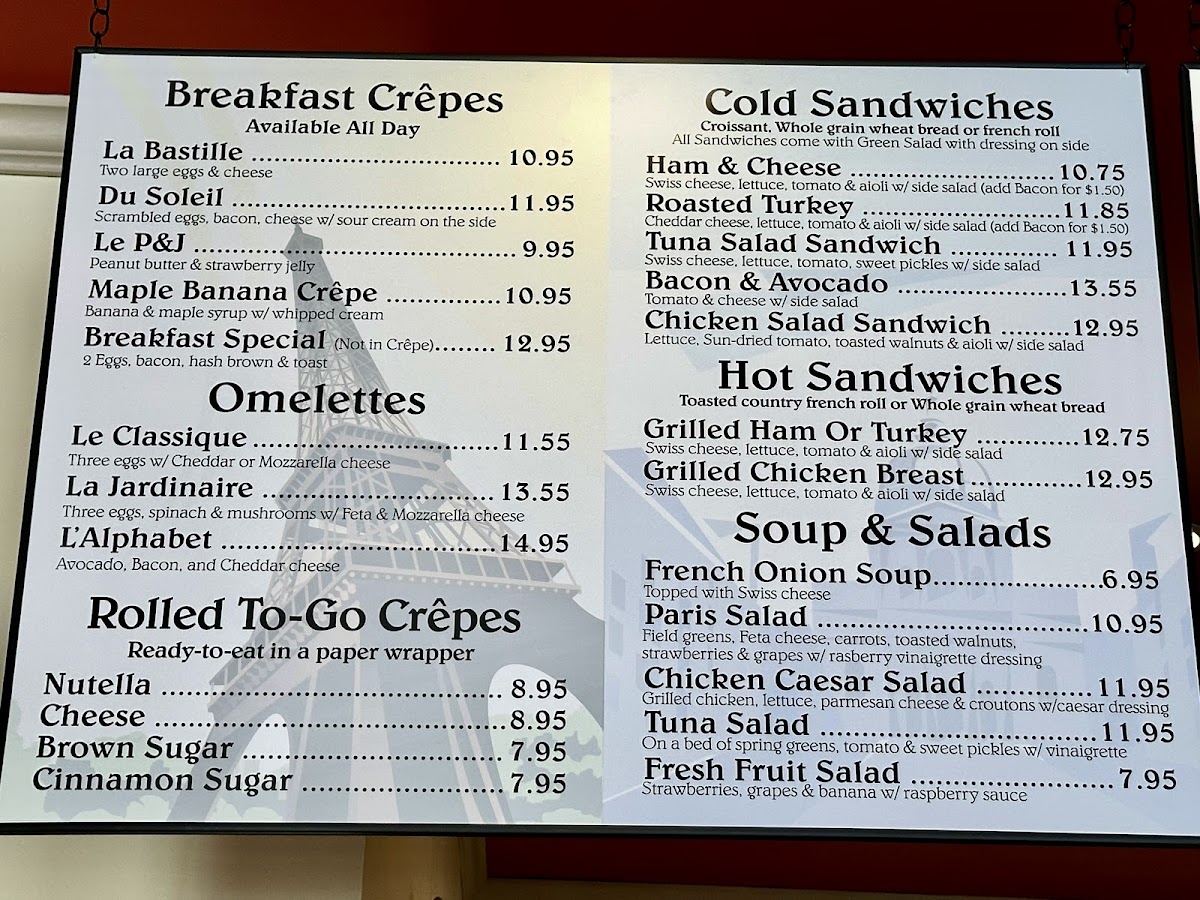 Breakfast Crêpes
Available All Day
La Bastille .............................. 10.95
Two large eggs & cheese
Du Soleil .................................11.95
Scrambled eggs, bacon, cheese w/ sour cream on the side
Le P&J ....................................... 9.95
Peanut butter & strawberry jelly
Maple Banana Crêpe ..............10.95
Banana & maple syrup w/ whipped cream
Breakfast Special (Not in Crêpe)........ 12.95
2 Eggs, bacon, hash brown & toast
Omelettes
Le Classique..............................11.55
Three eggs w/ Cheddar or Mozzarella cheese
La Jardinaire ............................ 13.55
Three eggs, spinach & mushrooms w/ Feta & Mozzarella cheese
L'Alphabet .................................14.95
Avocado, Bacon, and Cheddar cheese
Rolled To-Go Crêpes
Ready-to-eat in a paper wrapper
Nutella ......................................... 8.95
Cheese ..........................................8.95
Brown Sugar ............................... 7.95
Cinnamon Sugar ........................ 7.95
Cold Sandwiches
Croissant, Whole grain wheat bread or french roll
All Sandwiches come with Green Salad with dressing on side
Ham & Cheese ........................ 10.75
Swiss cheese, lettuce, tomato & aioli w/ side salad (add Bacon for $1.50)
Roasted Turkey .......................11.85
Cheddar cheese, lettuce, tomato & aioli w/ side salad (add Bacon for $1.50)
Tuna Salad Sandwich ............ 11.95
Swiss cheese, lettuce, tomato, sweet pickles w/ side salad
Bacon & Avocado ....................13.55
Tomato & cheese w/ side salad
Chicken Salad Sandwich ........12.95
Lettuce, Sun-dried tomato, toasted walnuts & aioli w/ side salad
Hot Sandwiches
Toasted country french roll or Whole grain wheat bread
Grilled Ham Or Turkey ............12.75
Swiss cheese, lettuce, tomato & aioli w/ side salad
Grilled Chicken Breast .............12.95
Swiss cheese, lettuce, tomato & aioli w/ side salad
Soup & Salads
French Onion Soup....................6.95
Topped with Swiss cheese
Paris Salad ................................10.95
Field greens, Feta cheese, carrots, toasted walnuts,
strawberries & grapes w/ rasberry vinaigrette dressing
Chicken Caesar Salad .............. 11.95
Grilled chicken, lettuce, parmesan cheese & croutons w/caesar dressing
Tuna Salad .................................11.95
On a bed of spring greens, tomato & sweet pickles w/ vinaigrette
Fresh Fruit Salad ........................ 7.95
Strawberries, grapes & banana w/ raspberry sauce